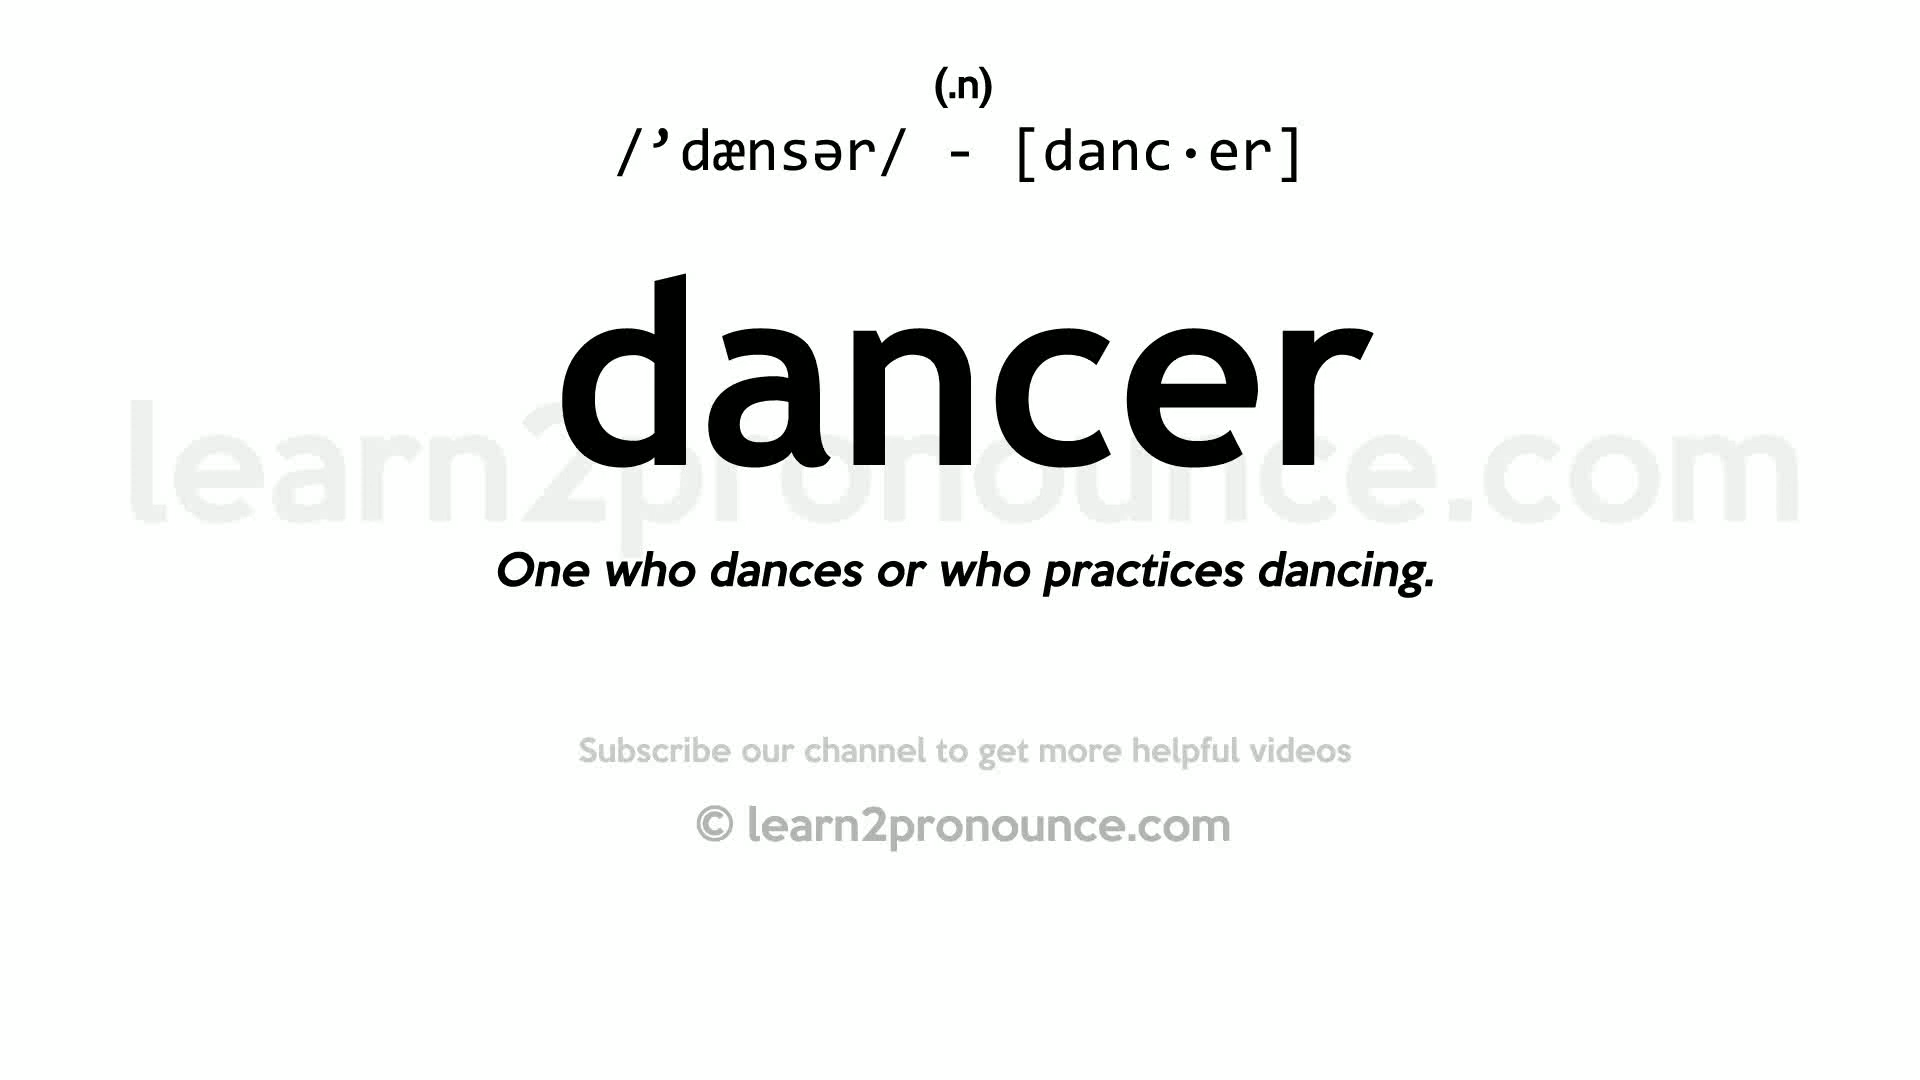 (.n)
/’dænsər/ - [danc·er]
dancer
learn2pronounce.com
One who dances or who practices dancing.
Subscribe our channel to get more helpful videos
© learn2pronounce.com